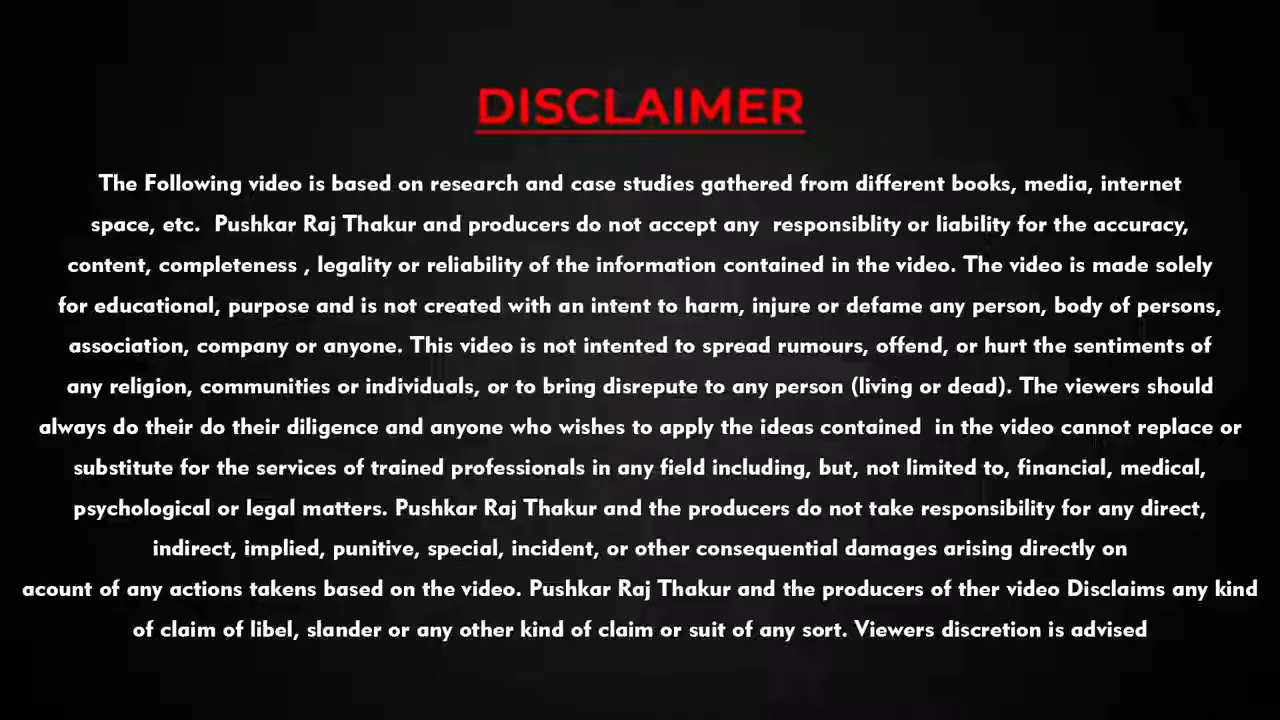 DISCLAIMER
The Following video is based on research and case studies gathered from different books, media, internet
space, etc.  Pushkar Raj Thakur and producers do not accept any  responsiblity or liability for the accuracy,
content, completeness , legality or reliability of the information contained in the video. The video is made solely
for educational, purpose and is not created with an intent to harm, injure or defame any person, body of persons,
association, company or anyone. This video is not intented to spread rumours, offend, or hurt the sentiments of
any religion, communities or individuals, or to bring disrepute to any person (living or dead). The viewers should
always do their do their diligence and anyone who wishes to apply the ideas contained  in the video cannot replace or
substitute for the services of trained professionals in any field including, but, not limited to, financial, medical,
psychological or legal matters. Pushkar Raj Thakur and the producers do not take responsibility for any direct,
indirect, implied, punitive, special, incident, or other consequential damages arising directly on
acount of any actions takens based on the video. Pushkar Raj Thakur and the producers of ther video Disclaims any kind
of claim of libel, slander or any other kind of claim or suit of any sort. Viewers discretion is advised